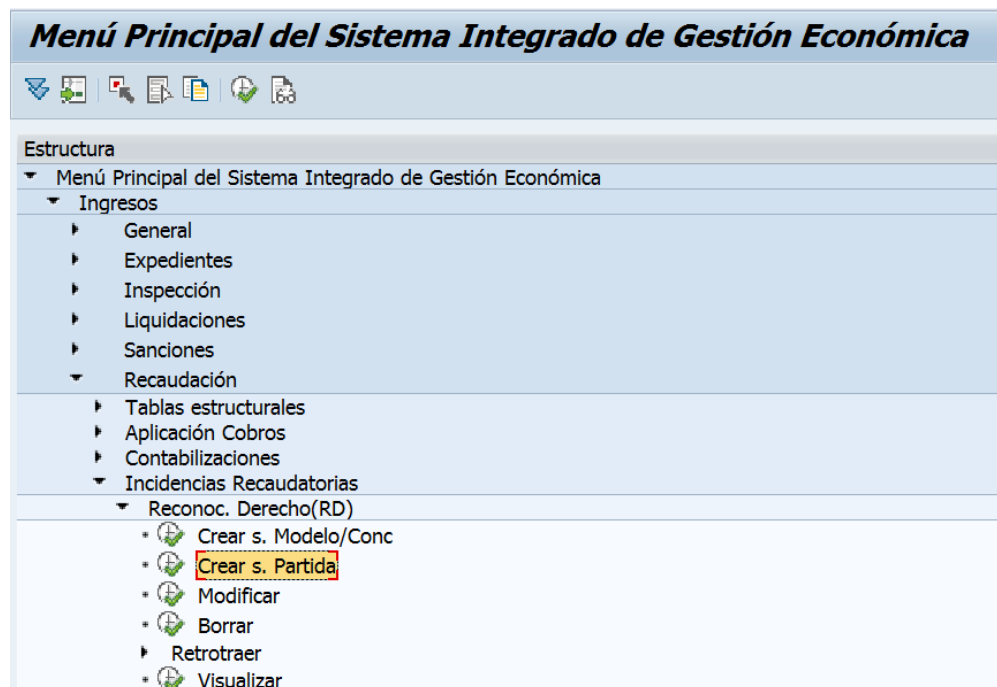 Menú Principal del Sistema Integrado de Gestión Económica
Estructura
Menú Principal del Sistema Integrado de Gestión Económica
Ingresos
General
Expedientes
Inspección
Liquidaciones
Sanciones
Recaudación
Tablas estructurales
Aplicación Cobros
Contabilizaciones
Incidencias Recaudatorias
Reconoc. Derecho(RD)
Crear s. Modelo/Conc
Crear s. Partida
Modificar
Borrar
Retrotraer
Visualizar